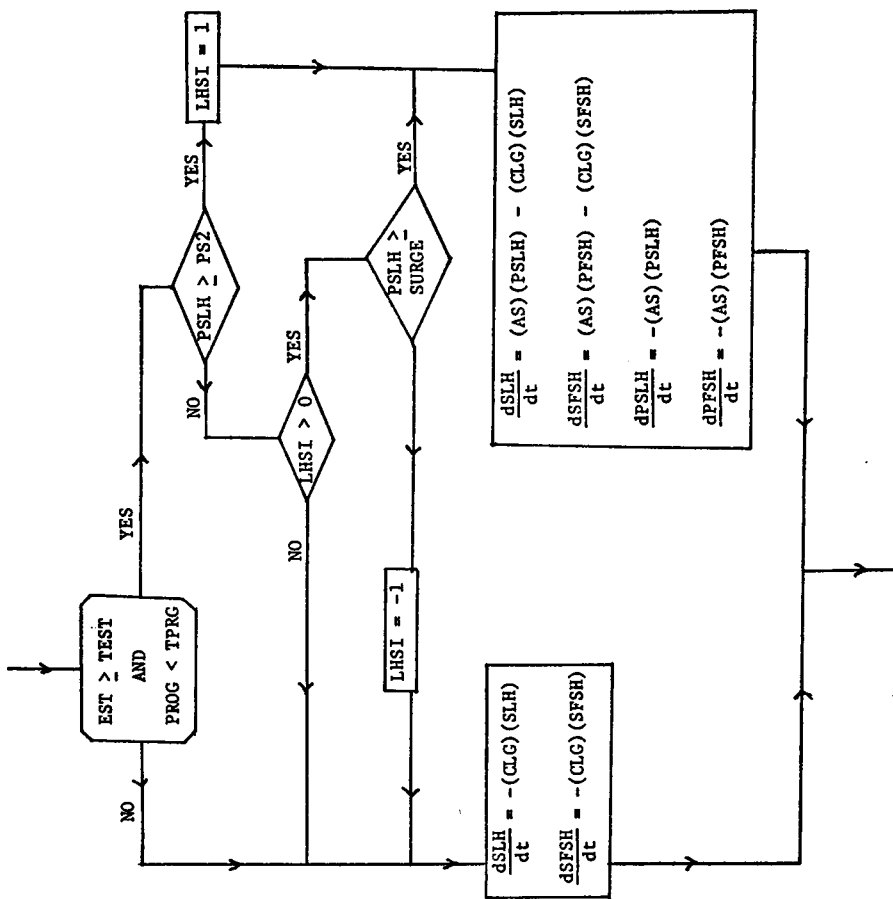 EST ≥ TEST
AND
PROG < TPRG
NO
YES
PSLH ≥ PS2
YES
LHSI = 1
NO
LHSI > 0
YES
NO
PSLH ≥
SURGE
YES
LHSI = -1
dSLH/dt = -(CLG)(SLH)
dSFSH/dt = -(CLG)(SFSH)
dSLH/dt = (AS)(PSLH) - (CLG)(SLH)
dSFSH/dt = (AS)(PFSH) - (CLG)(SFSH)
dPSLH/dt = -(AS)(PSLH)
dPFSH/dt = -(AS)(PFSH)